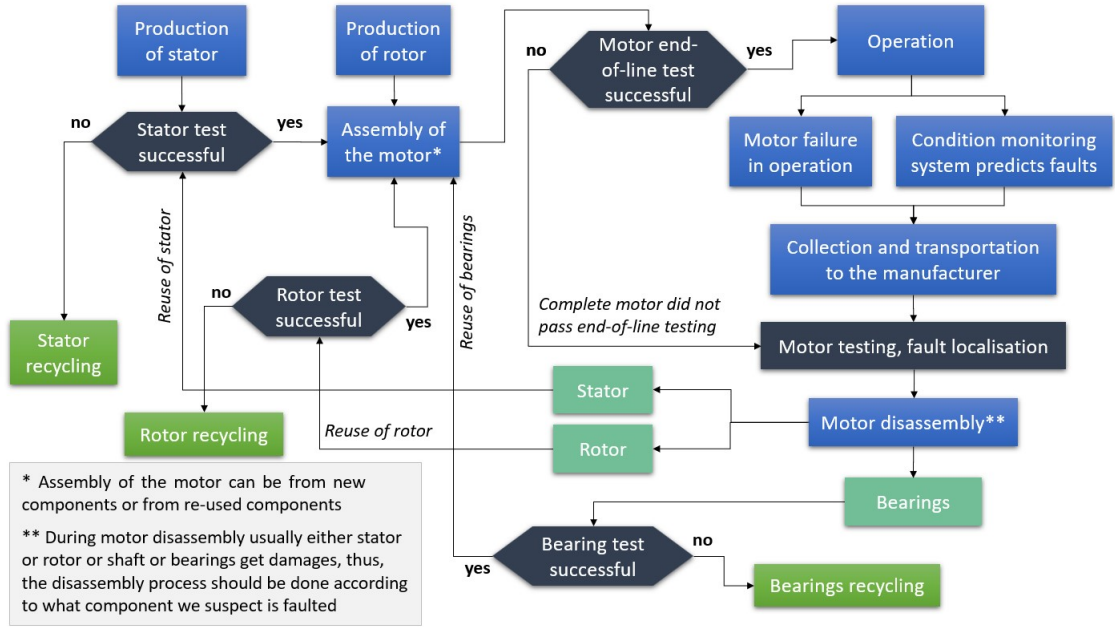 Production
of stator
Production
of rotor
no
Motor end-
of-line test
successful
yes
Operation
no
Stator test
successful
yes
Assembly of
the motor*
Motor failure
in operation
Condition monitoring
system predicts faults
Reuse of stator
Reuse of bearings
Collection and transportation
to the manufacturer
no
Rotor test
successful
yes
Complete motor did not
pass end-of-line testing
Stator
recycling
Motor testing, fault localisation
Stator
Rotor recycling
Reuse of rotor
Rotor
Motor disassembly**
Bearings
* Assembly of the motor can be from new
components or from re-used components
** During motor disassembly usually either stator
or rotor or shaft or bearings get damages, thus,
the disassembly process should be done according
to what component we suspect is faulted
yes
Bearing test
successful
no
Bearings recycling